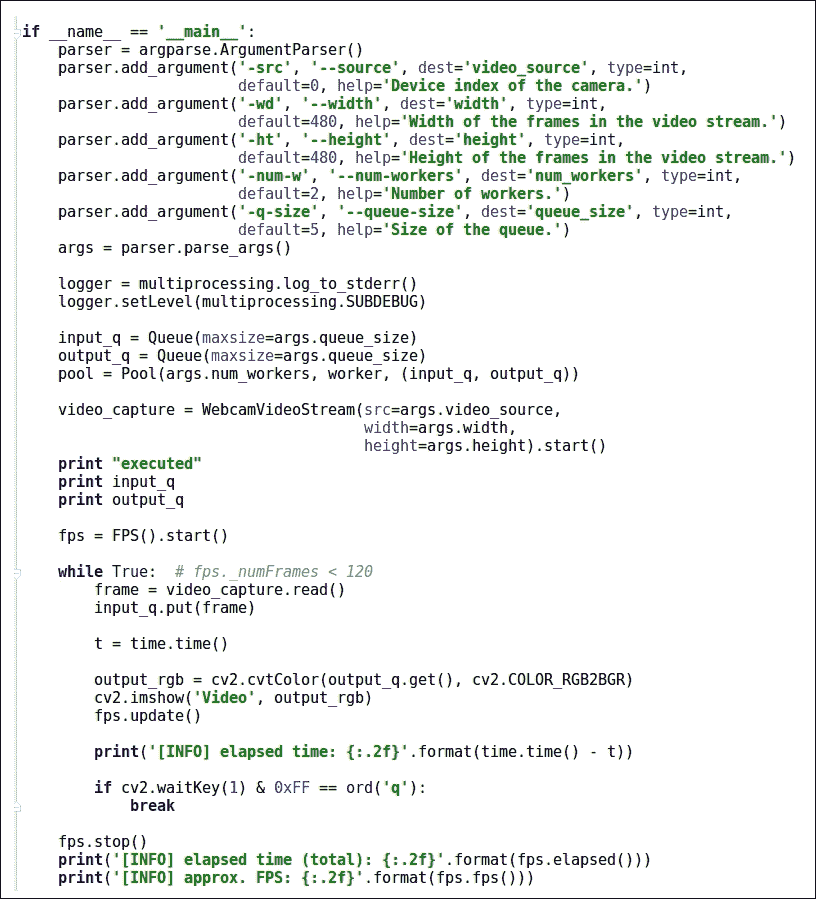 if __name__ == '__main__':
    parser = argparse.ArgumentParser()
    parser.add_argument('-src', '--source', dest='video_source', type=int,
                        default=0, help='Device index of the camera.')
    parser.add_argument('-wd', '--width', dest='width', type=int,
                        default=480, help='Width of the frames in the video stream.')
    parser.add_argument('-ht', '--height', dest='height', type=int,
                        default=480, help='Height of the frames in the video stream.')
    parser.add_argument('-num-w', '--num-workers', dest='num_workers', type=int,
                        default=2, help='Number of workers.')
    parser.add_argument('-q-size', '--queue-size', dest='queue_size', type=int,
                        default=5, help='Size of the queue.')
    args = parser.parse_args()

    logger = multiprocessing.log_to_stderr()
    logger.setLevel(multiprocessing.SUBDEBUG)

    input_q = Queue(maxsize=args.queue_size)
    output_q = Queue(maxsize=args.queue_size)
    pool = Pool(args.num_workers, worker, (input_q, output_q))

    video_capture = WebcamVideoStream(src=args.video_source,
                                      width=args.width,
                                      height=args.height).start()
    print "executed"
    print input_q
    print output_q

    fps = FPS().start()

    while True:  # fps._numFrames < 120
        frame = video_capture.read()
        input_q.put(frame)

        t = time.time()

        output_rgb = cv2.cvtColor(output_q.get(), cv2.COLOR_RGB2BGR)
        cv2.imshow('Video', output_rgb)
        fps.update()

        print('[INFO] elapsed time: {:.2f}'.format(time.time() - t))

        if cv2.waitKey(1) & 0xFF == ord('q'):
            break

    fps.stop()
    print('[INFO] elapsed time (total): {:.2f}'.format(fps.elapsed()))
    print('[INFO] approx. FPS: {:.2f}'.format(fps.fps()))